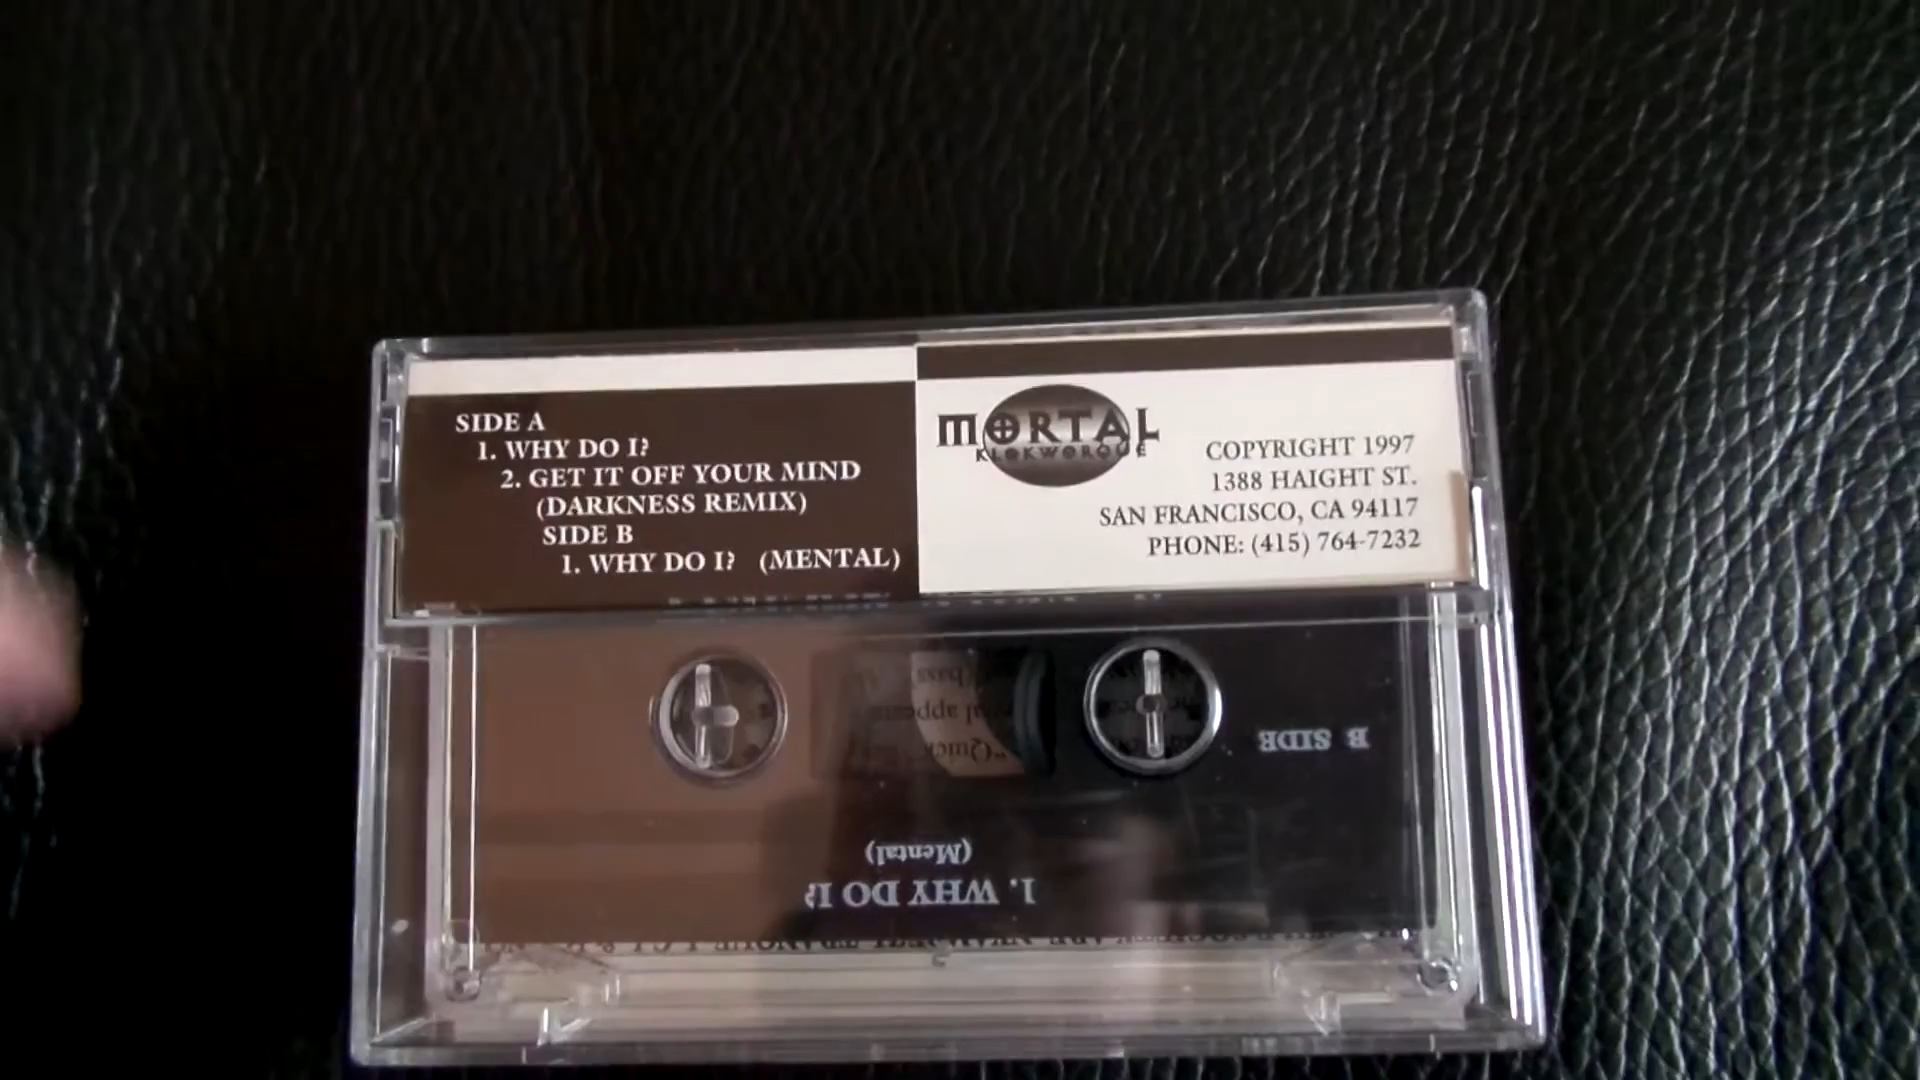 SIDE A
1. WHY DO I?
2. GET IT OFF YOUR MIND
(DARKNESS REMIX)
SIDE B
1. WHY DO I? (MENTAL)
MORTAL
KLOKWORQUE
COPYRIGHT 1997
1388 HAIGHT ST.
SAN FRANCISCO, CA 94117
PHONE: (415) 764-7232
B SIDE
1. WHY DO I?
(Mental)